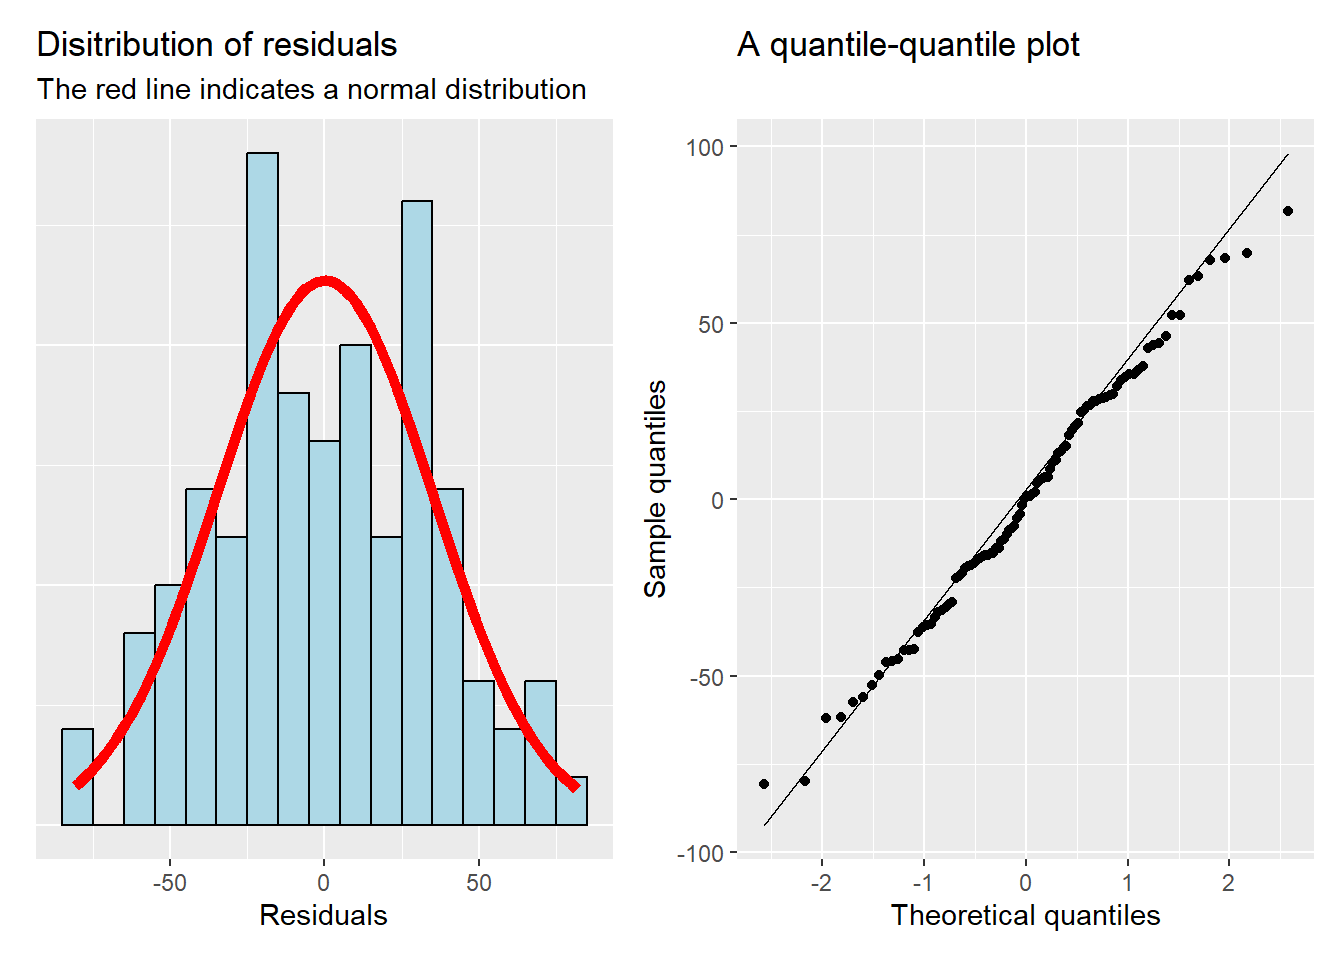 Disitribution of residuals
The red line indicates a normal distribution
-50
0
50
Residuals
A quantile-quantile plot
100
50
0
-50
-100
Sample quantiles
-2
-1
0
1
2
Theoretical quantiles